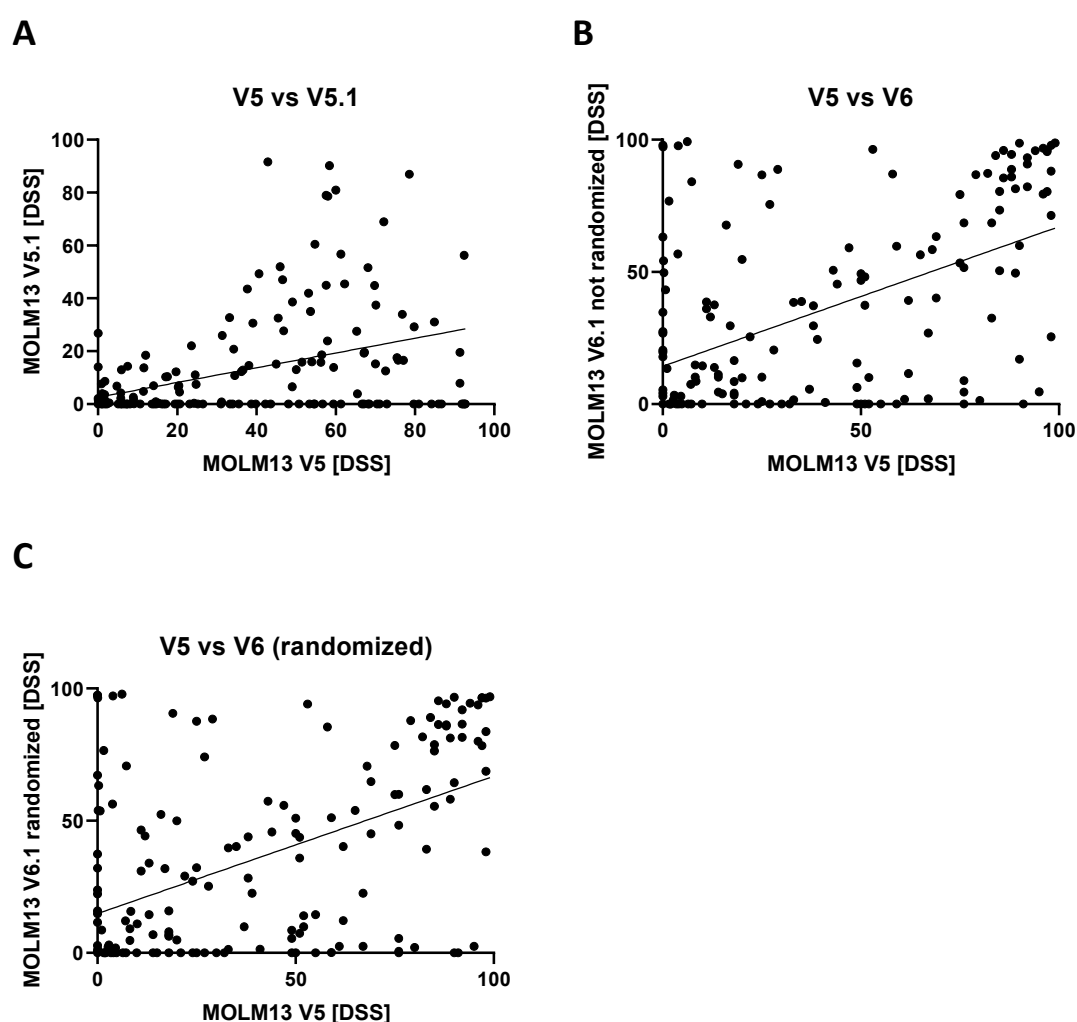 A
V5 vs V5.1
MOLM13 V5.1 [DSS]
100
80
60
40
20
0
0 20 40 60 80 100
MOLM13 V5 [DSS]
B
V5 vs V6
MOLM13 V6.1 not randomized [DSS]
100
50
0
0 50 100
MOLM13 V5 [DSS]
C
V5 vs V6 (randomized)
MOLM13 V6.1 randomized [DSS]
100
50
0
0 50 100
MOLM13 V5 [DSS]